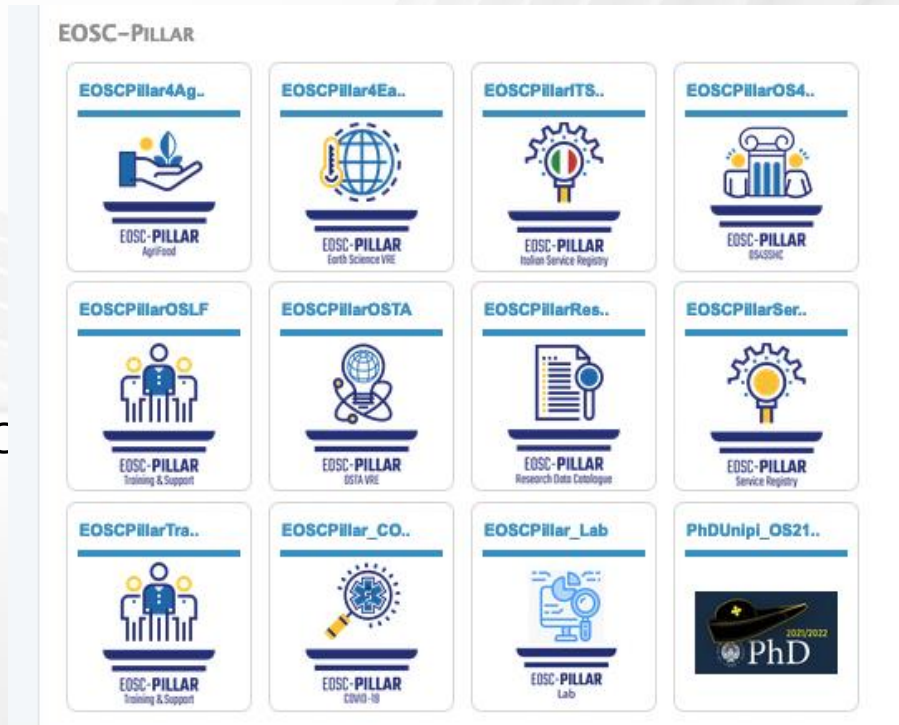 EOSC-PILLAR
EOSCPillar4Ag.. EOSCPillar4Ea.. EOSCPillarITS.. EOSCPillarOS4..
EOSC-PILLAR EOSC-PILLAR EOSC-PILLAR EOSC-PILLAR
AgriFood Earth Science VRE Italian Service Registry OS4SSHC
EOSCPillarOSLF EOSCPillarOSTA EOSCPillarRes.. EOSCPillarSer..
EOSC-PILLAR EOSC-PILLAR EOSC-PILLAR EOSC-PILLAR
Training & Support OSTA VRE Research Data Catalogue Service Registry
EOSCPillarTra.. EOSCPillar_CO.. EOSCPillar_Lab PhDUnipi_OS21..
2021/2022
PhD
EOSC-PILLAR EOSC-PILLAR EOSC-PILLAR
Training & Support COVID-19 Lab